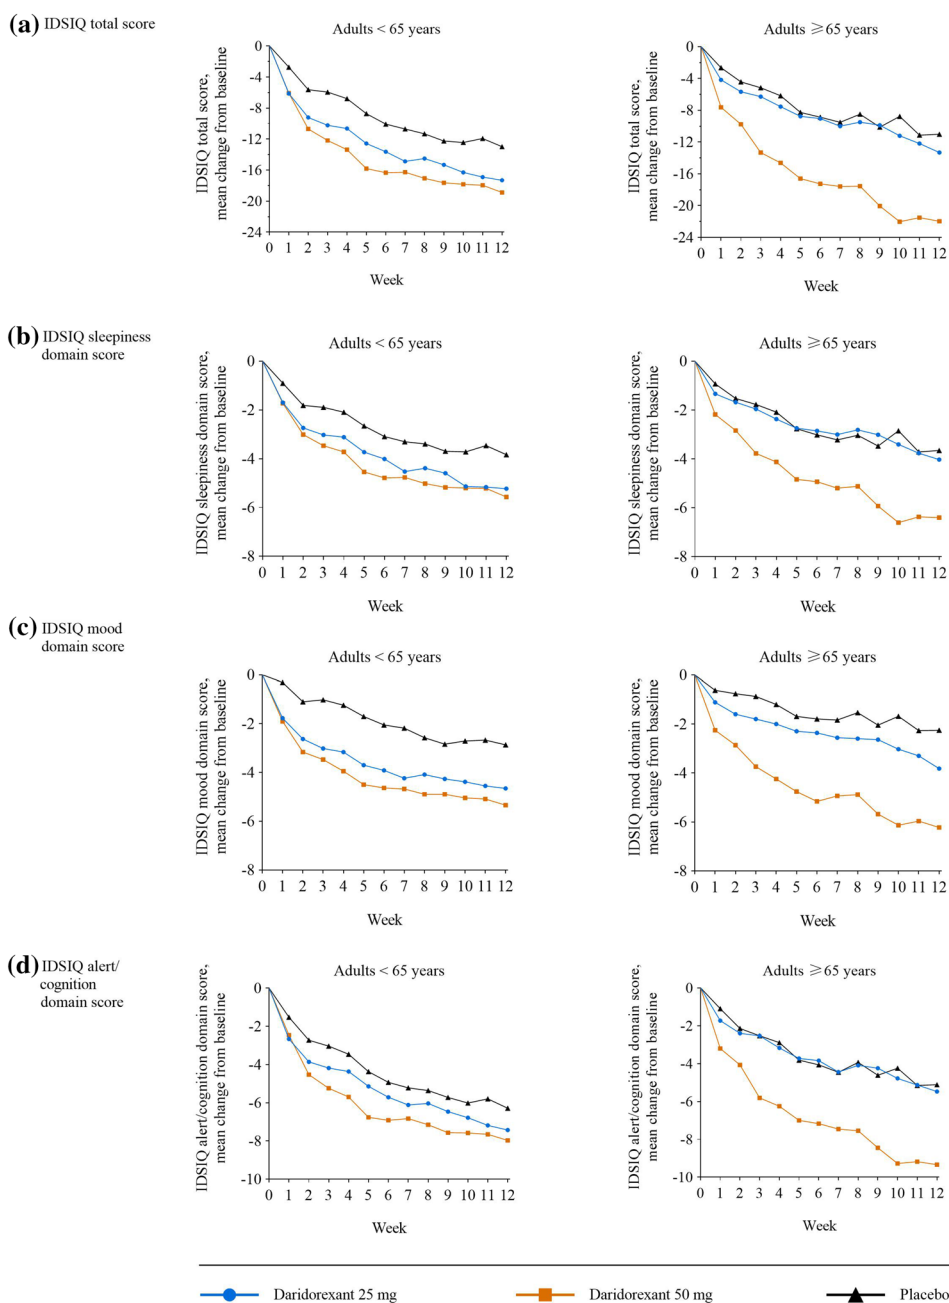 (a) IDSIQ total score
Adults < 65 years
IDSIQ total score,
mean change from baseline
0
-4
-8
-12
-16
-20
-24
0 1 2 3 4 5 6 7 8 9 10 11 12
Week
Adults ⩾65 years
IDSIQ total score,
mean change from baseline
0
-4
-8
-12
-16
-20
-24
0 1 2 3 4 5 6 7 8 9 10 11 12
Week
(b) IDSIQ sleepiness
domain score
Adults < 65 years
IDSIQ sleepiness domain score,
mean change from baseline
0
-2
-4
-6
-8
0 1 2 3 4 5 6 7 8 9 10 11 12
Week
Adults ⩾65 years
IDSIQ sleepiness domain score,
mean change from baseline
0
-2
-4
-6
-8
0 1 2 3 4 5 6 7 8 9 10 11 12
Week
(c) IDSIQ mood
domain score
Adults < 65 years
IDSIQ mood domain score,
mean change from baseline
0
-2
-4
-6
-8
0 1 2 3 4 5 6 7 8 9 10 11 12
Week
Adults ⩾65 years
IDSIQ mood domain score,
mean change from baseline
0
-2
-4
-6
-8
0 1 2 3 4 5 6 7 8 9 10 11 12
Week
(d) IDSIQ alert/
cognition
domain score
Adults < 65 years
IDSIQ alert/cognition domain score,
mean change from baseline
0
-2
-4
-6
-8
-10
0 1 2 3 4 5 6 7 8 9 10 11 12
Week
Adults ⩾65 years
IDSIQ alert/cognition domain score,
mean change from baseline
0
-2
-4
-6
-8
-10
0 1 2 3 4 5 6 7 8 9 10 11 12
Week
Daridorexant 25 mg
Daridorexant 50 mg
Placebo